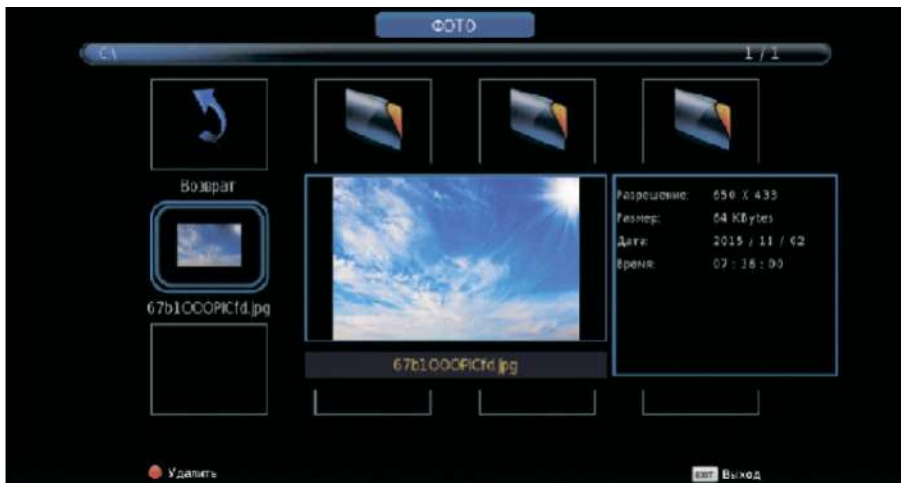 ФОТО
C:\ 1 / 1
Возврат
67b1OOOPICfd.jpg
67b1OOOPICfd.jpg
Разрешение: 650 X 433
Размер: 64 KBytes
Дата: 2015 / 11 / 02
Время: 07 : 36 : 00
Удалить
EXIT Выход